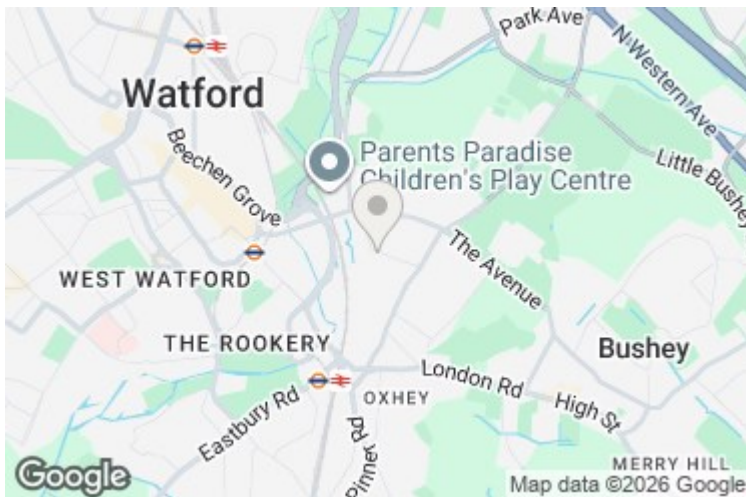 Park Ave
N Western Ave
Watford
Beechen Grove
Parents Paradise
Children's Play Centre
Little Bushey
The Avenue
WEST WATFORD
THE ROOKERY
Bushey
London Rd
OXHEY
High St
Eastbury Rd
Pinner Rd
MERRY HILL
Google
Map data ©2026 Google